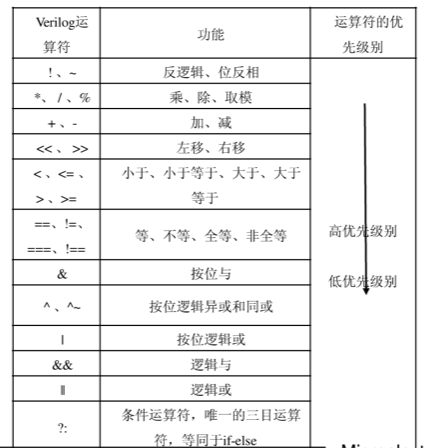 Verilog运算符 功能 运算符的优先级别
!、~ 反逻辑、位反相
*、/、% 乘、除、取模
+、- 加、减
<<、>> 左移、右移
<、<=、 小于、小于等于、大于、大于
>、>= 等于
==、!=、
===、!== 等、不等、全等、非全等
高优先级别
& 按位与
低优先级别
^、^~ 按位逻辑异或和同或
| 按位逻辑或
&& 逻辑与
|| 逻辑或
?: 条件运算符，唯一的三目运算
符，等同于if-else